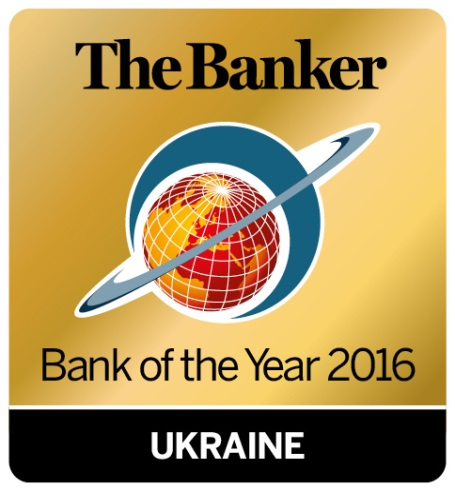 The Banker
Bank of the Year 2016
UKRAINE